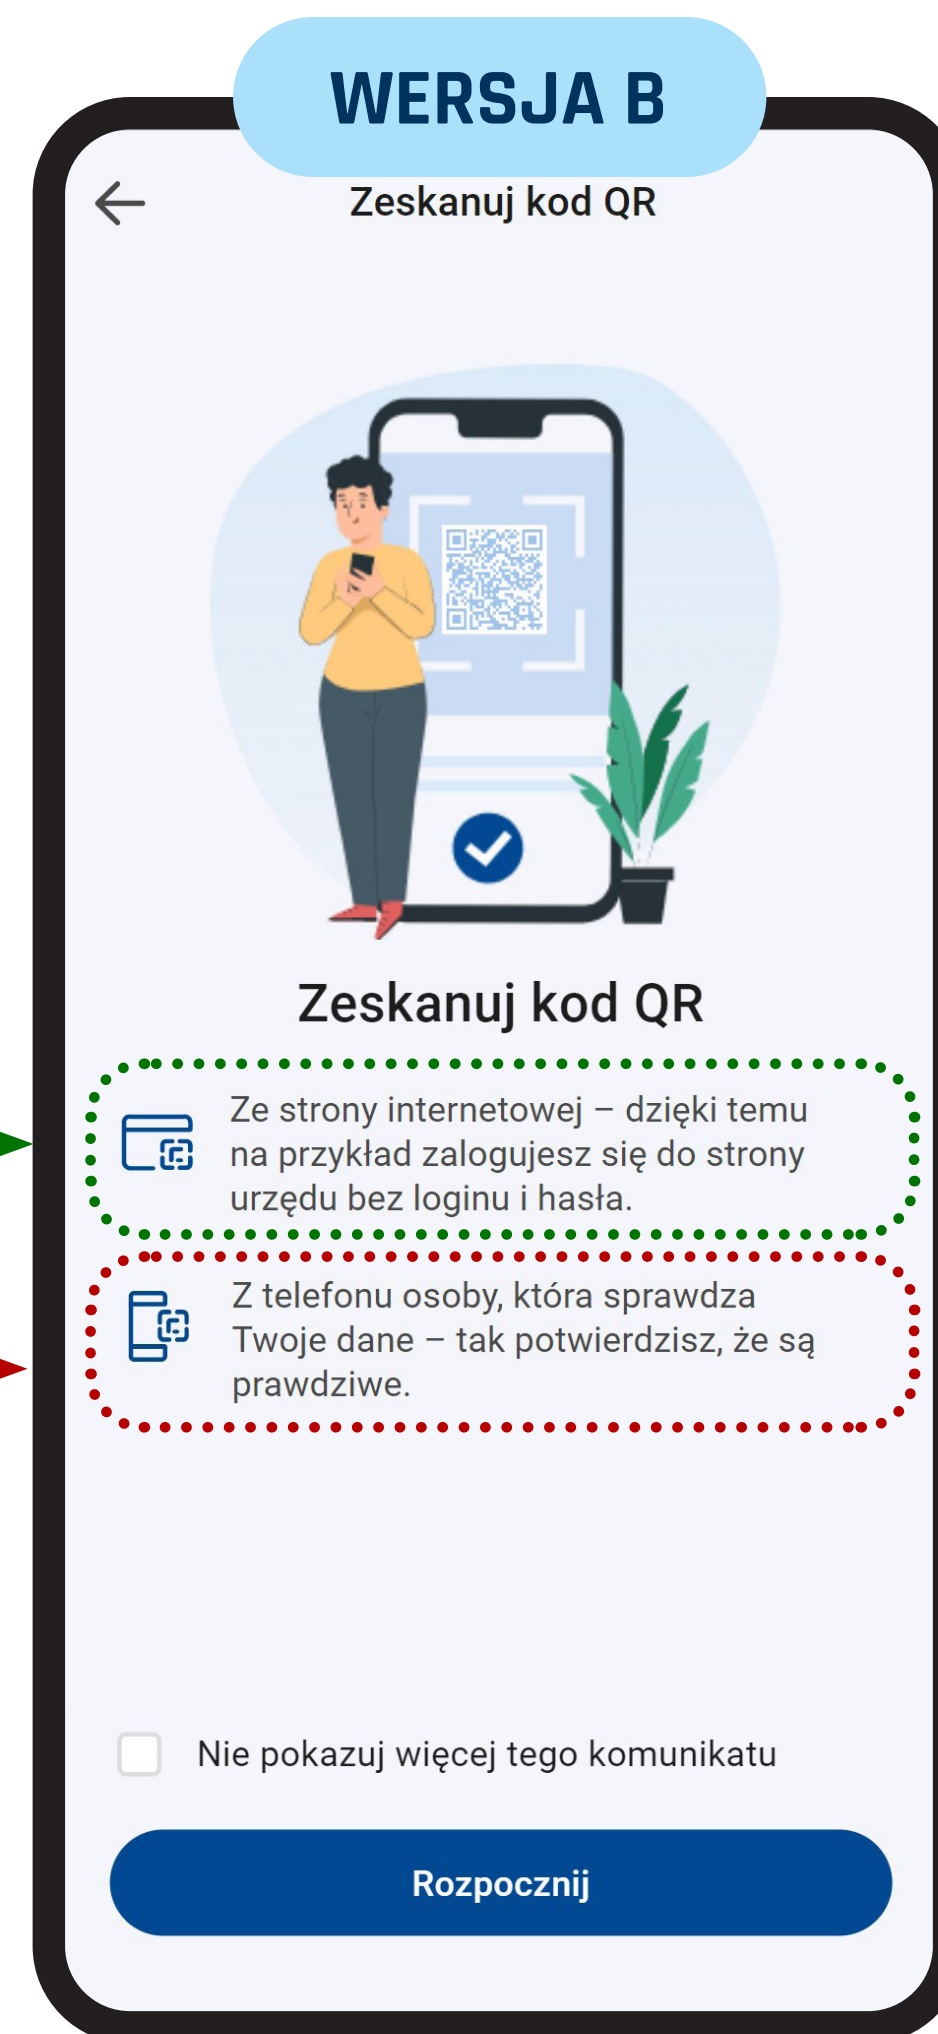 WERSJA B
Zeskanuj kod QR
Zeskanuj kod QR
Ze strony internetowej – dzięki temu
na przykład zalogujesz się do strony
urzędu bez loginu i hasła.
Z telefonu osoby, która sprawdza
Twoje dane – tak potwierdzisz, że są
prawdziwe.
Nie pokazuj więcej tego komunikatu
Rozpocznij